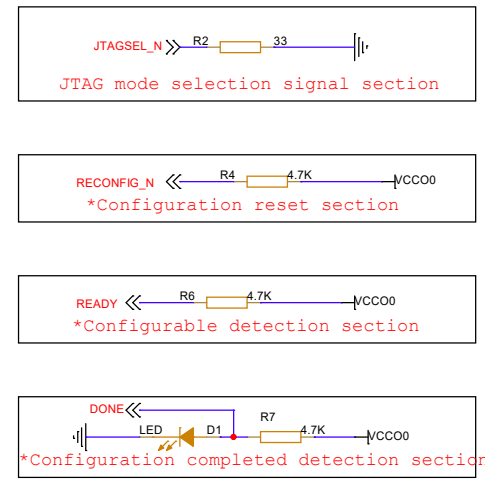 JTAGSEL_N R2 33
JTAG mode selection signal section
RECONFIG_N R4 4.7K VCCO0
*Configuration reset section
READY R6 4.7K VCCO0
*Configurable detection section
DONE
LED D1 R7 4.7K VCCO0
*Configuration completed detection section